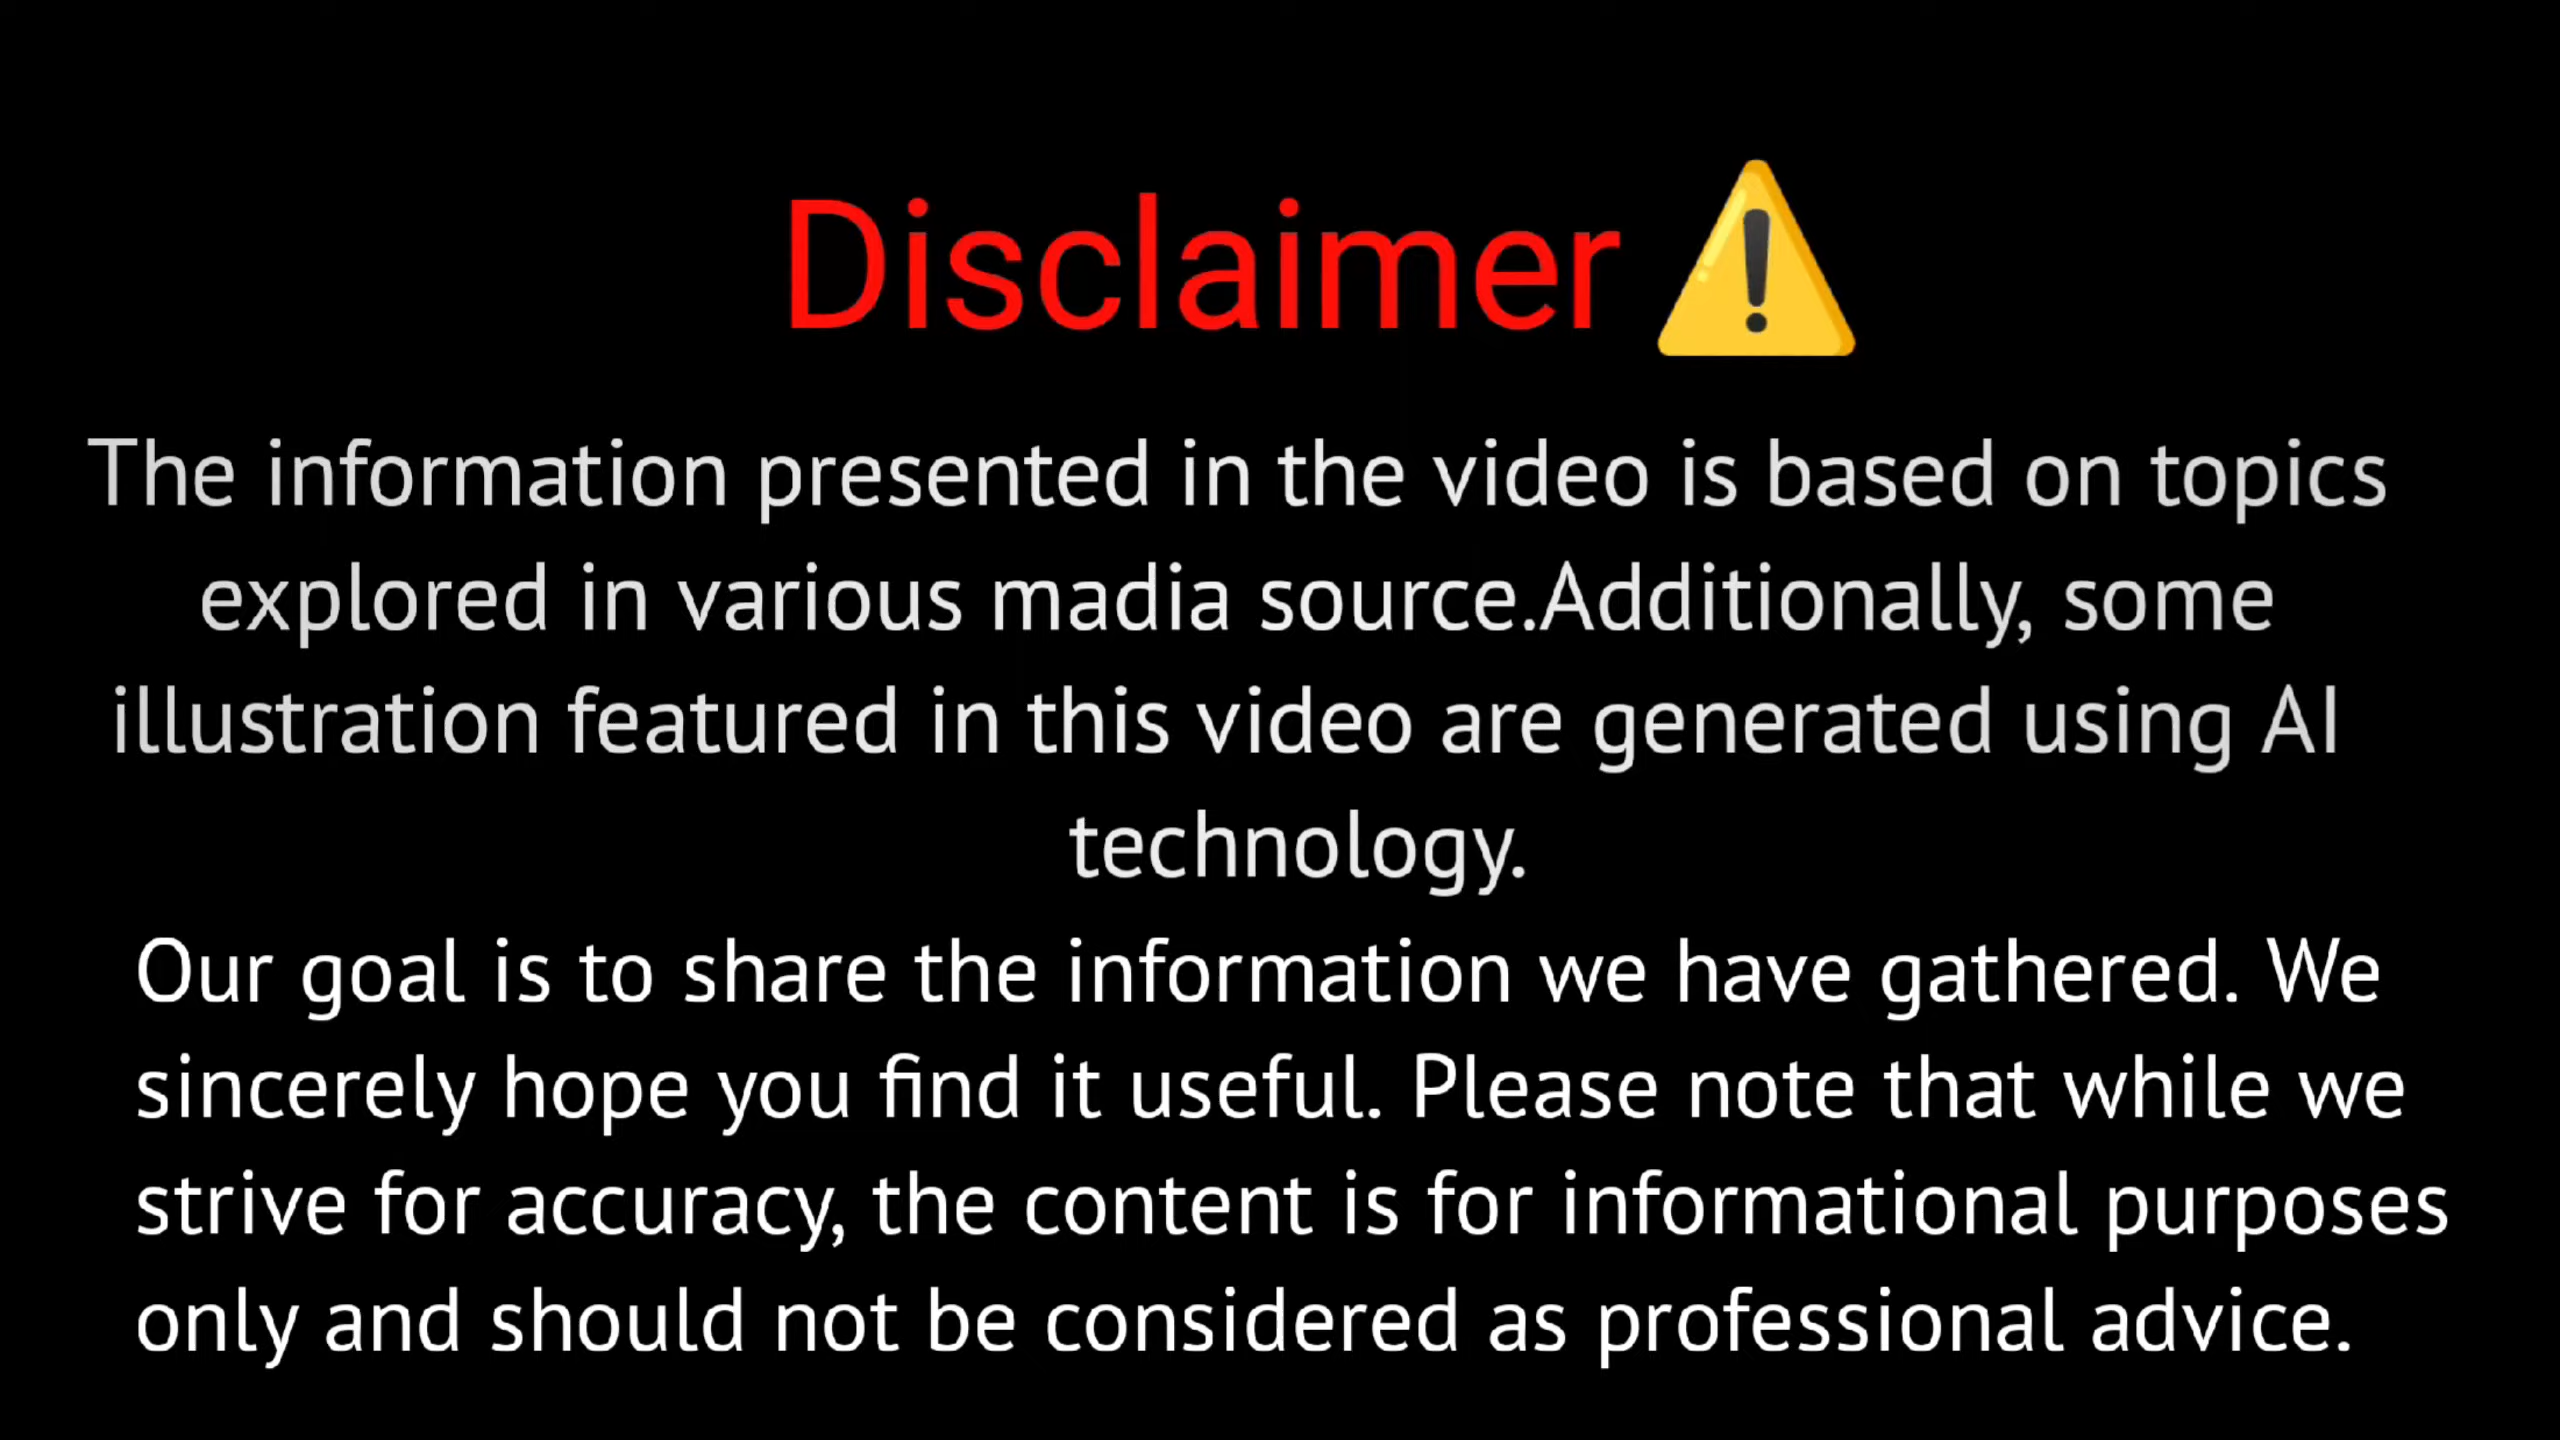 Disclaimer ⚠️
The information presented in the video is based on topics
explored in various madia source.Additionally, some
illustration featured in this video are generated using AI
technology.
Our goal is to share the information we have gathered. We
sincerely hope you find it useful. Please note that while we
strive for accuracy, the content is for informational purposes
only and should not be considered as professional advice.